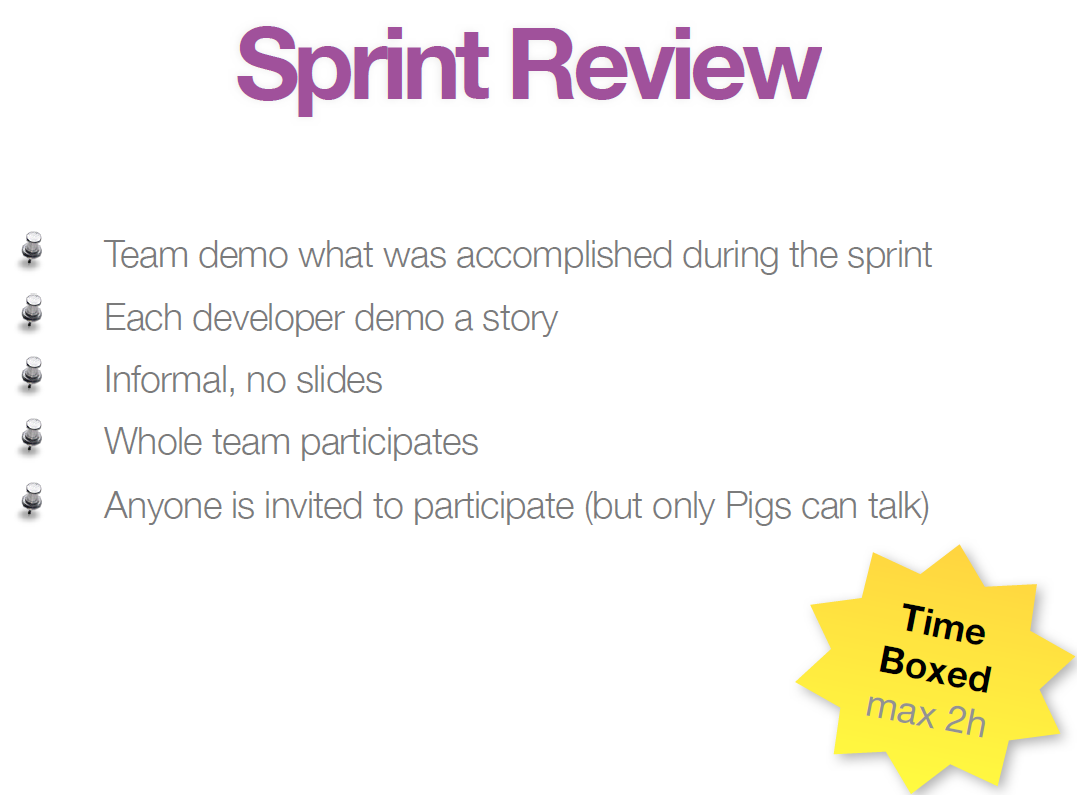 Sprint Review
Team demo what was accomplished during the sprint
Each developer demo a story
Informal, no slides
Whole team participates
Anyone is invited to participate (but only Pigs can talk)
Time
Boxed
max 2h